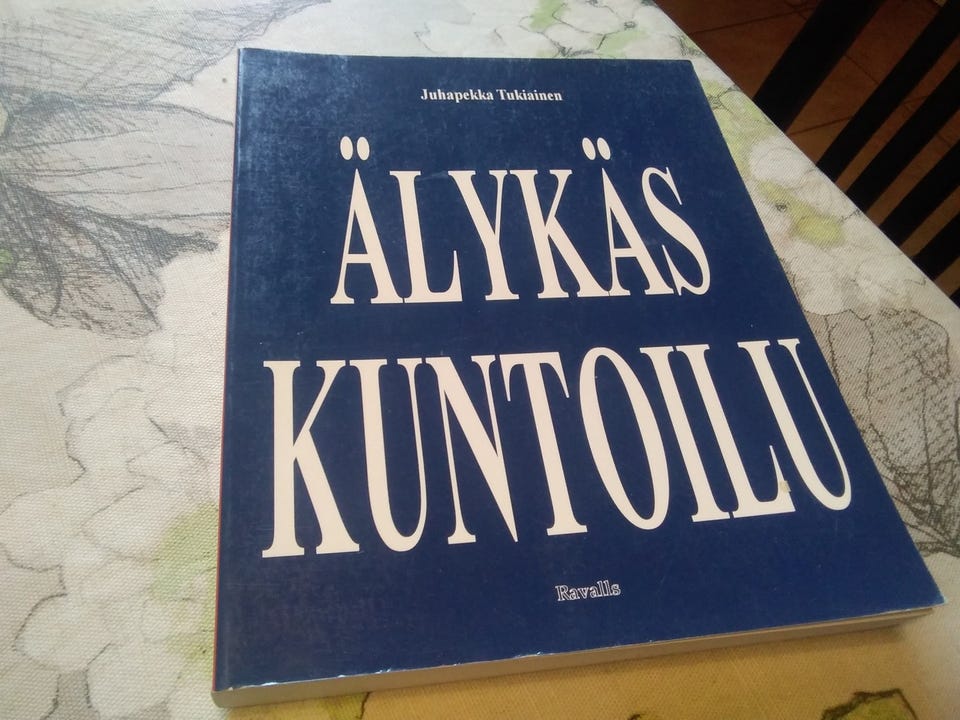 Juhapekka Tukiainen
ÄLYKÄS
KUNTOILU
Ravalls